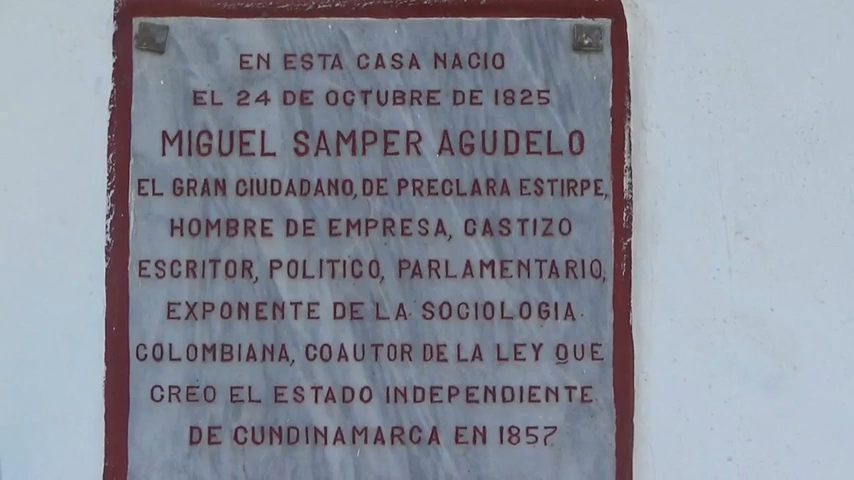 EN ESTA CASA NACIO
EL 24 DE OCTUBRE DE 1825
MIGUEL SAMPER AGUDELO
EL GRAN CIUDADANO, DE PRECLARA ESTIRPE,
HOMBRE DE EMPRESA, CASTIZO
ESCRITOR, POLITICO, PARLAMENTARIO,
EXPONENTE DE LA SOCIOLOGIA
COLOMBIANA, COAUTOR DE LA LEY QUE
CREO EL ESTADO INDEPENDIENTE
DE CUNDINAMARCA EN 1857